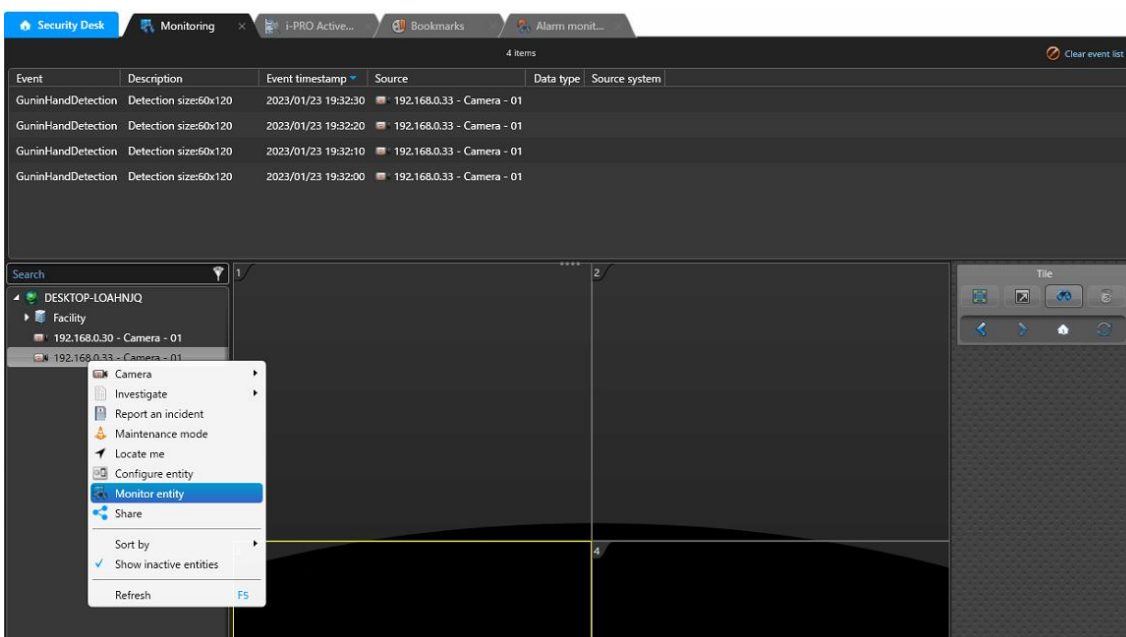 Security Desk
Monitoring
i-PRO Active...
Bookmarks
Alarm monit...
4 items
Clear event list
Event Description Event timestamp Source Data type Source system
GuninHandDetection Detection size:60x120 2023/01/23 19:32:30 192.168.0.33 - Camera - 01
GuninHandDetection Detection size:60x120 2023/01/23 19:32:20 192.168.0.33 - Camera - 01
GuninHandDetection Detection size:60x120 2023/01/23 19:32:10 192.168.0.33 - Camera - 01
GuninHandDetection Detection size:60x120 2023/01/23 19:32:00 192.168.0.33 - Camera - 01
Search
1
2
Tile
DESKTOP-LOAHNJQ
Facility
192.168.0.30 - Camera - 01
192.168.0.33 - Camera - 01
Camera
Investigate
Report an incident
Maintenance mode
Locate me
Configure entity
Monitor entity
Share
Sort by
4
Show inactive entities
Refresh F5